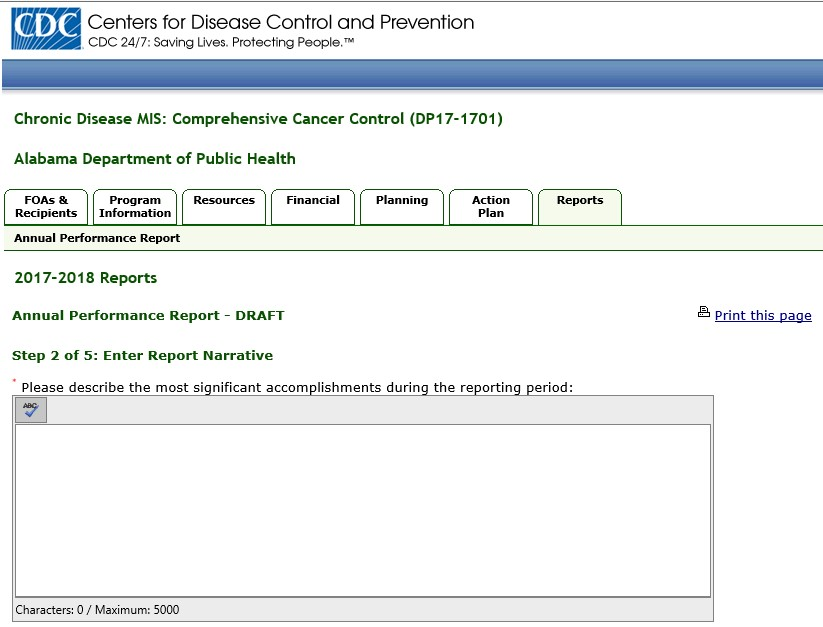 CDC
Centers for Disease Control and Prevention
CDC 24/7: Saving Lives. Protecting People.™
Chronic Disease MIS: Comprehensive Cancer Control (DP17-1701)
Alabama Department of Public Health
FOAs & Recipients
Program Information
Resources
Financial
Planning
Action Plan
Reports
Annual Performance Report
2017-2018 Reports
Annual Performance Report - DRAFT
Print this page
Step 2 of 5: Enter Report Narrative
* Please describe the most significant accomplishments during the reporting period:
ABC
Characters: 0 / Maximum: 5000